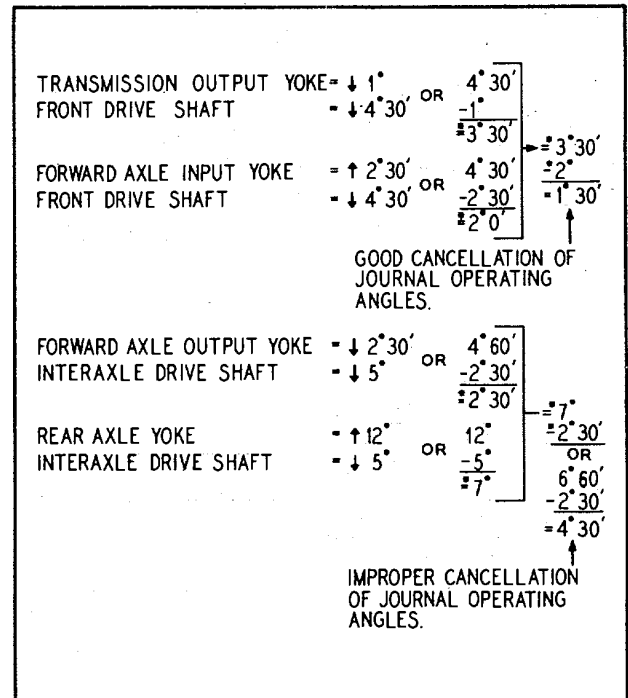 TRANSMISSION OUTPUT YOKE = ↓ 1° OR 4°30′
FRONT DRIVE SHAFT = ↓ 4°30′ -1°
= 3°30′
= 3°30′
FORWARD AXLE INPUT YOKE = ↑ 2°30′ OR 4°30′ - 2°
FRONT DRIVE SHAFT = ↓ 4°30′ -2°30′ = 1°30′
= 2°0′
GOOD CANCELLATION OF
JOURNAL OPERATING
ANGLES.
FORWARD AXLE OUTPUT YOKE = ↓ 2°30′ OR 4°60′
INTERAXLE DRIVE SHAFT = ↓ 5° -2°30′
= 2°30′
= 7°
REAR AXLE YOKE = ↑ 12° OR 12° - 2°30′
INTERAXLE DRIVE SHAFT = ↓ 5° -5° OR
= 7° 6°60′
-2°30′
= 4°30′
IMPROPER CANCELLATION
OF JOURNAL OPERATING
ANGLES.